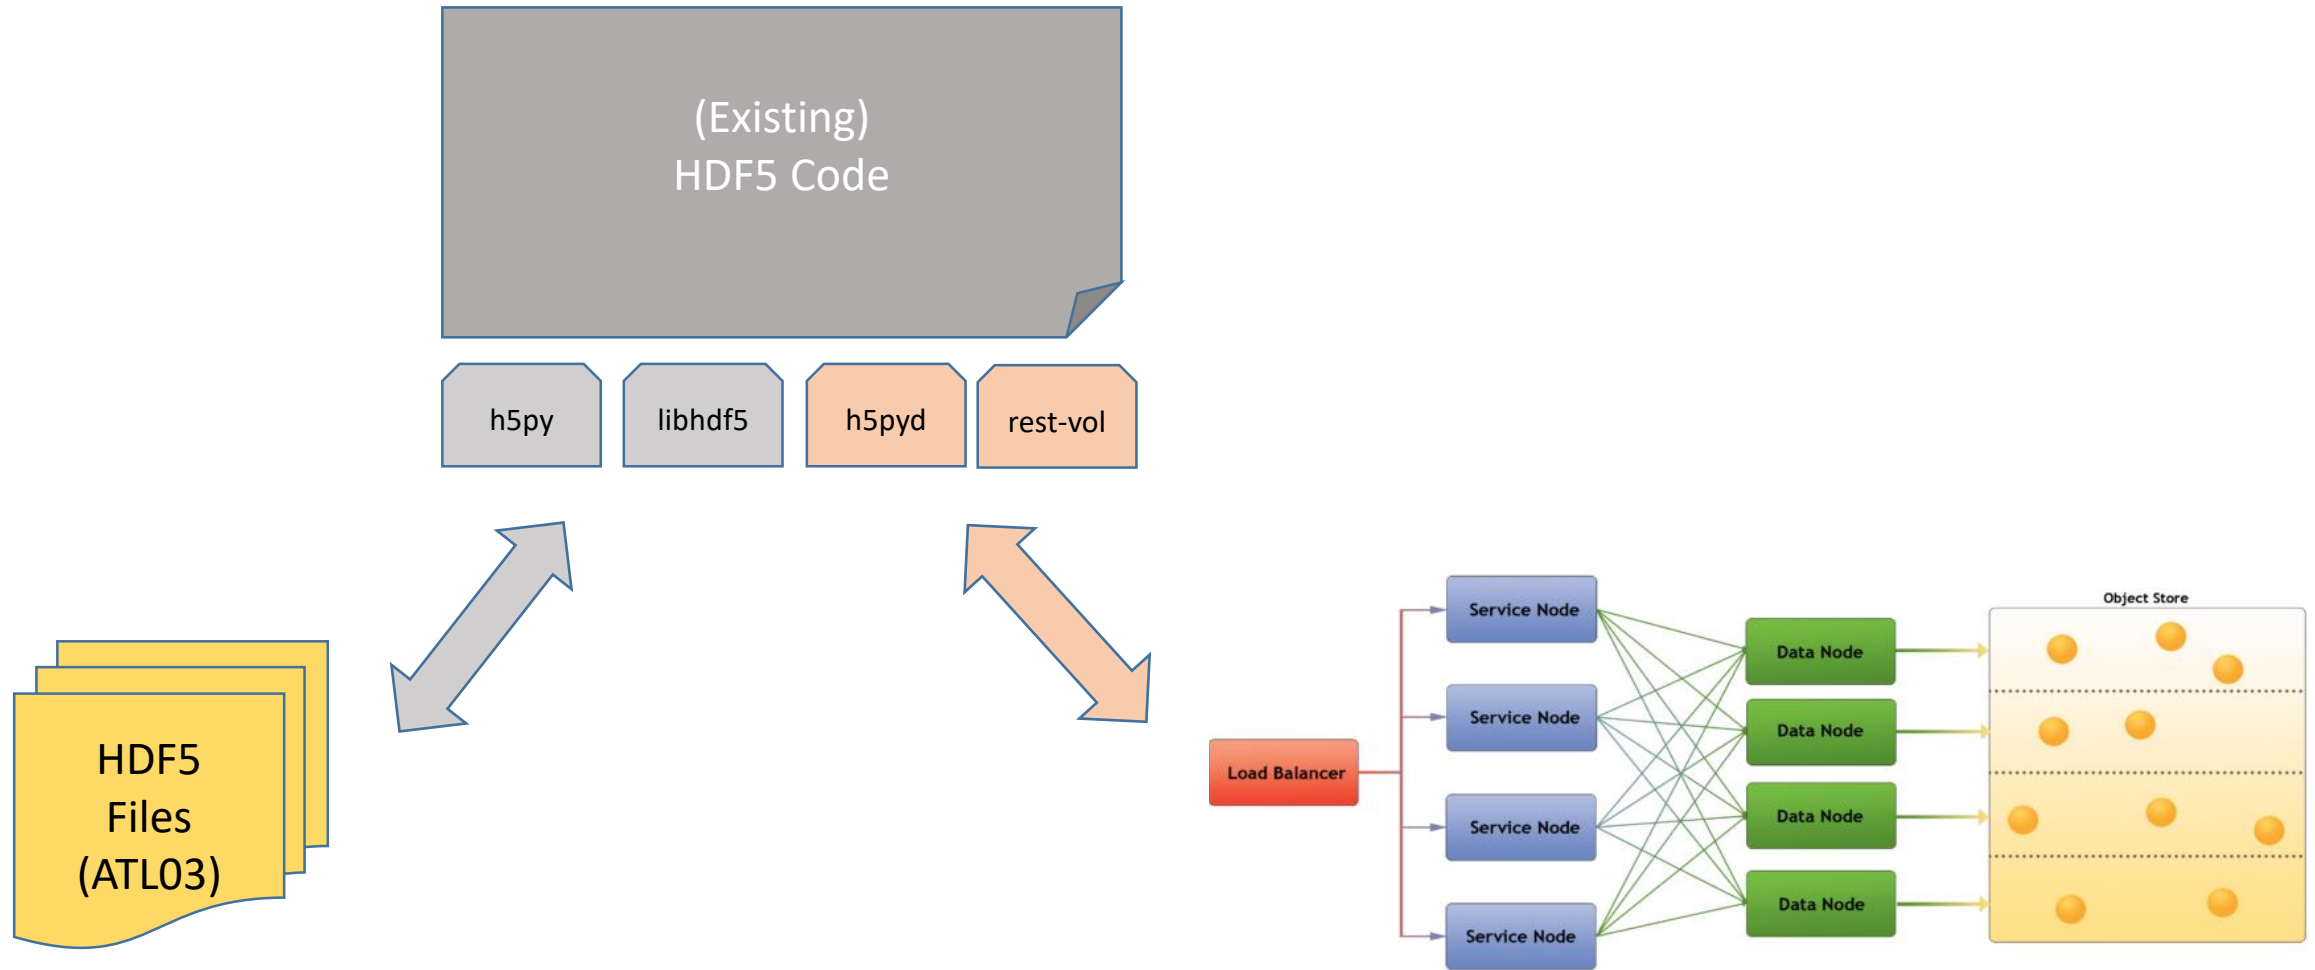 (Existing)
HDF5 Code
h5py
libhdf5
h5pyd
rest-vol
HDF5
Files
(ATL03)
Load Balancer
Service Node
Service Node
Service Node
Service Node
Data Node
Data Node
Data Node
Data Node
Object Store